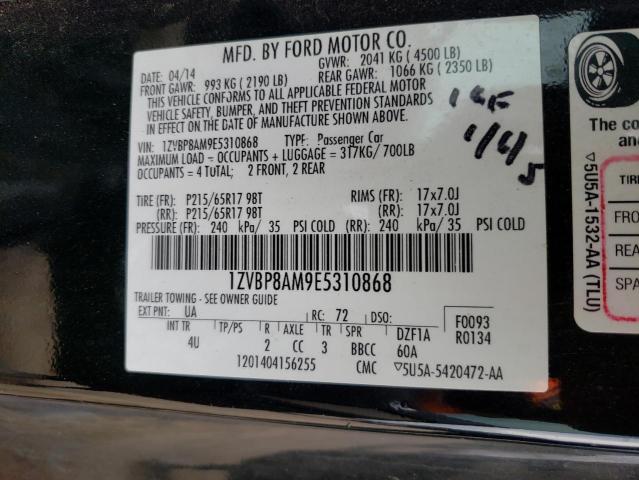 MFD. BY FORD MOTOR CO.
DATE: 04/14 GVWR: 2041 KG ( 4500 LB)
FRONT GAWR: 993 KG ( 2190 LB) REAR GAWR: 1066 KG ( 2350 LB)
THIS VEHICLE CONFORMS TO ALL APPLICABLE FEDERAL MOTOR
VEHICLE SAFETY, BUMPER, AND THEFT PREVENTION STANDARDS
IN EFFECT ON THE DATE OF MANUFACTURE SHOWN ABOVE.
VIN: 1ZVBP8AM9E5310868 TYPE: Passenger Car
MAXIMUM LOAD = OCCUPANTS + LUGGAGE = 317KG/ 700LB
OCCUPANTS = 4 TOTAL; 2 FRONT, 2 REAR
TIRE (FR): P215/65R17 98T RIMS (FR): 17x7.0J
(RR): P215/65R17 98T (RR): 17x7.0J
PRESSURE (FR): 240 kPa/ 35 PSI COLD (RR): 240 kPa/ 35 PSI COLD
1ZVBP8AM9E5310868
TRAILER TOWING - SEE OWNER GUIDE
EXT PNT: UA RC: 72 DSO:
INT TR TP/PS R AXLE TR SPR DZF1A F0093
4U 2 CC 3 BBCC 60A R0134
1201404156255 CMC ▽5U5A-5420472-AA
The co
an
TIRE
FRO
REA
SPA
▽5U5A-1532-AA (TLU)